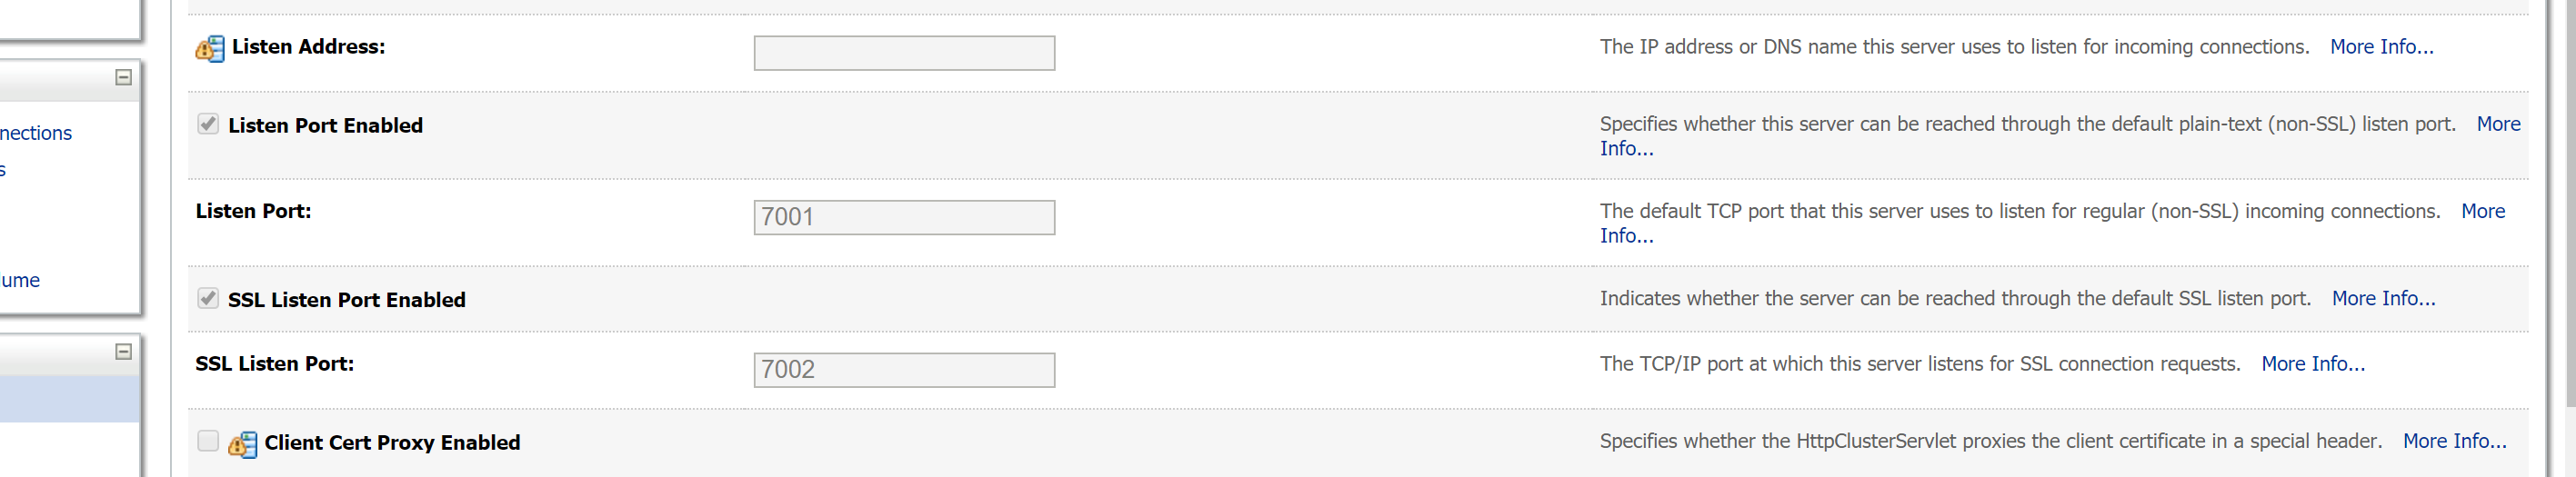 Listen Address:
The IP address or DNS name this server uses to listen for incoming connections. More Info...
nections
Listen Port Enabled
Specifies whether this server can be reached through the default plain-text (non-SSL) listen port. More
Info...
s
Listen Port:
7001
The default TCP port that this server uses to listen for regular (non-SSL) incoming connections. More
Info...
lume
SSL Listen Port Enabled
Indicates whether the server can be reached through the default SSL listen port. More Info...
SSL Listen Port:
7002
The TCP/IP port at which this server listens for SSL connection requests. More Info...
Client Cert Proxy Enabled
Specifies whether the HttpClusterServlet proxies the client certificate in a special header. More Info...